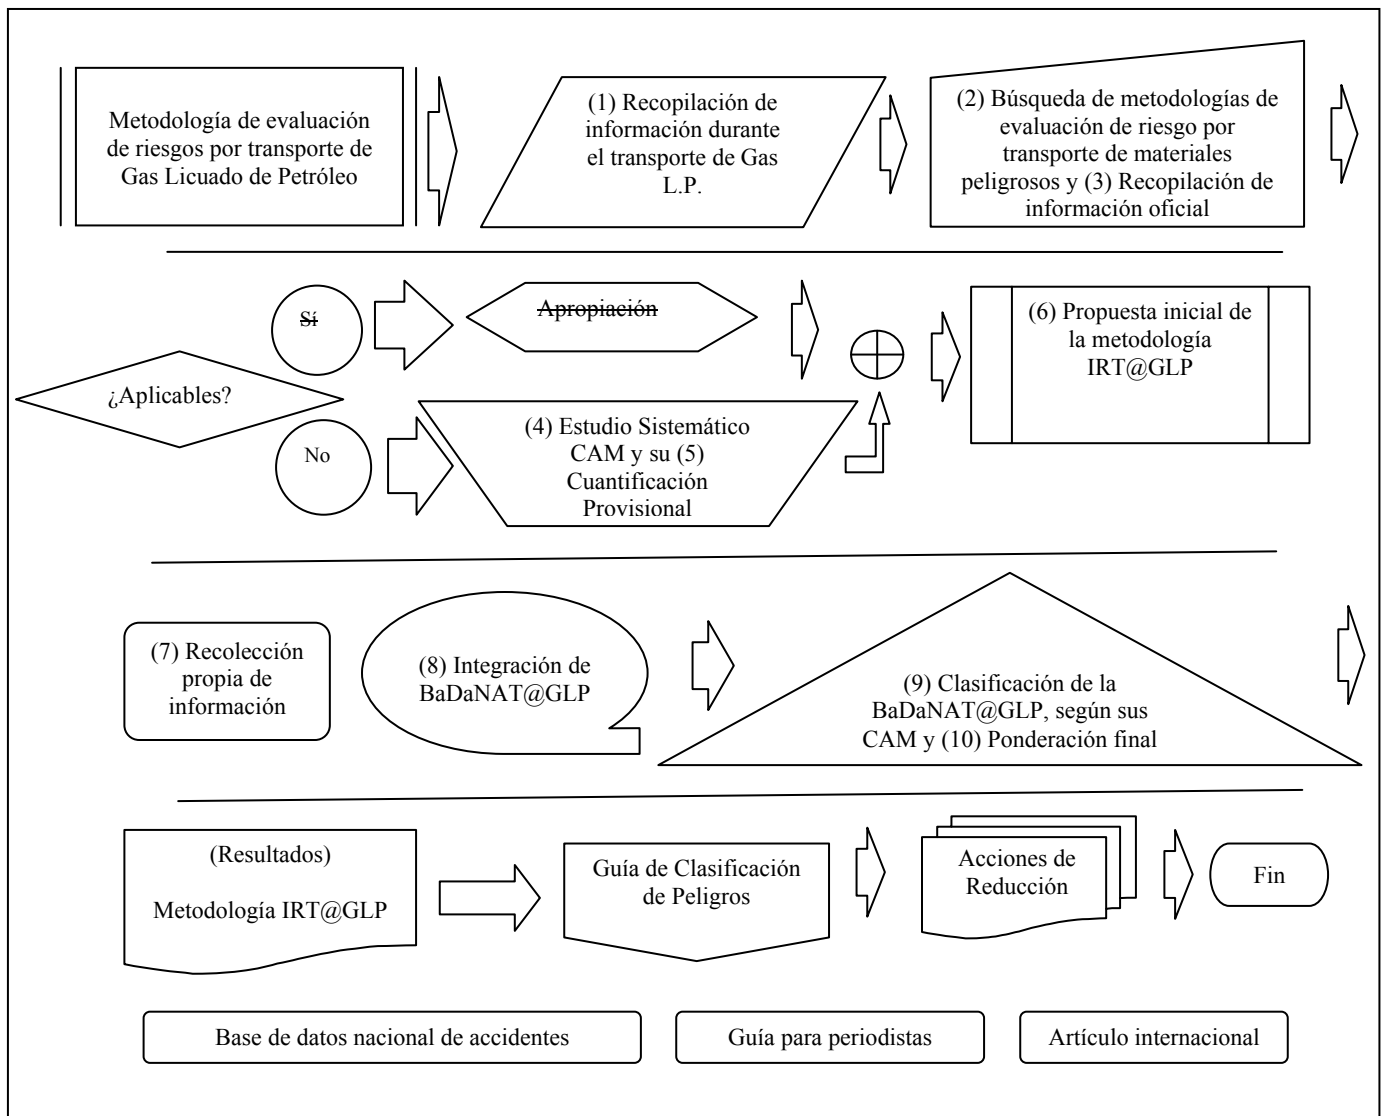 Metodología de evaluación
de riesgos por transporte de
Gas Licuado de Petróleo
(1) Recopilación de
información durante
el transporte de Gas
L.P.
(2) Búsqueda de metodologías de
evaluación de riesgo por
transporte de materiales
peligrosos y (3) Recopilación de
información oficial
¿Aplicables?
Sí
Apropiación
No
(4) Estudio Sistemático
CAM y su (5)
Cuantificación
Provisional
(6) Propuesta inicial de
la metodología
IRT@GLP
(7) Recolección
propia de
información
(8) Integración de
BaDaNAT@GLP
(9) Clasificación de la
BaDaNAT@GLP, según sus
CAM y (10) Ponderación final
(Resultados)
Metodología IRT@GLP
Guía de Clasificación
de Peligros
Acciones de
Reducción
Fin
Base de datos nacional de accidentes
Guía para periodistas
Artículo internacional